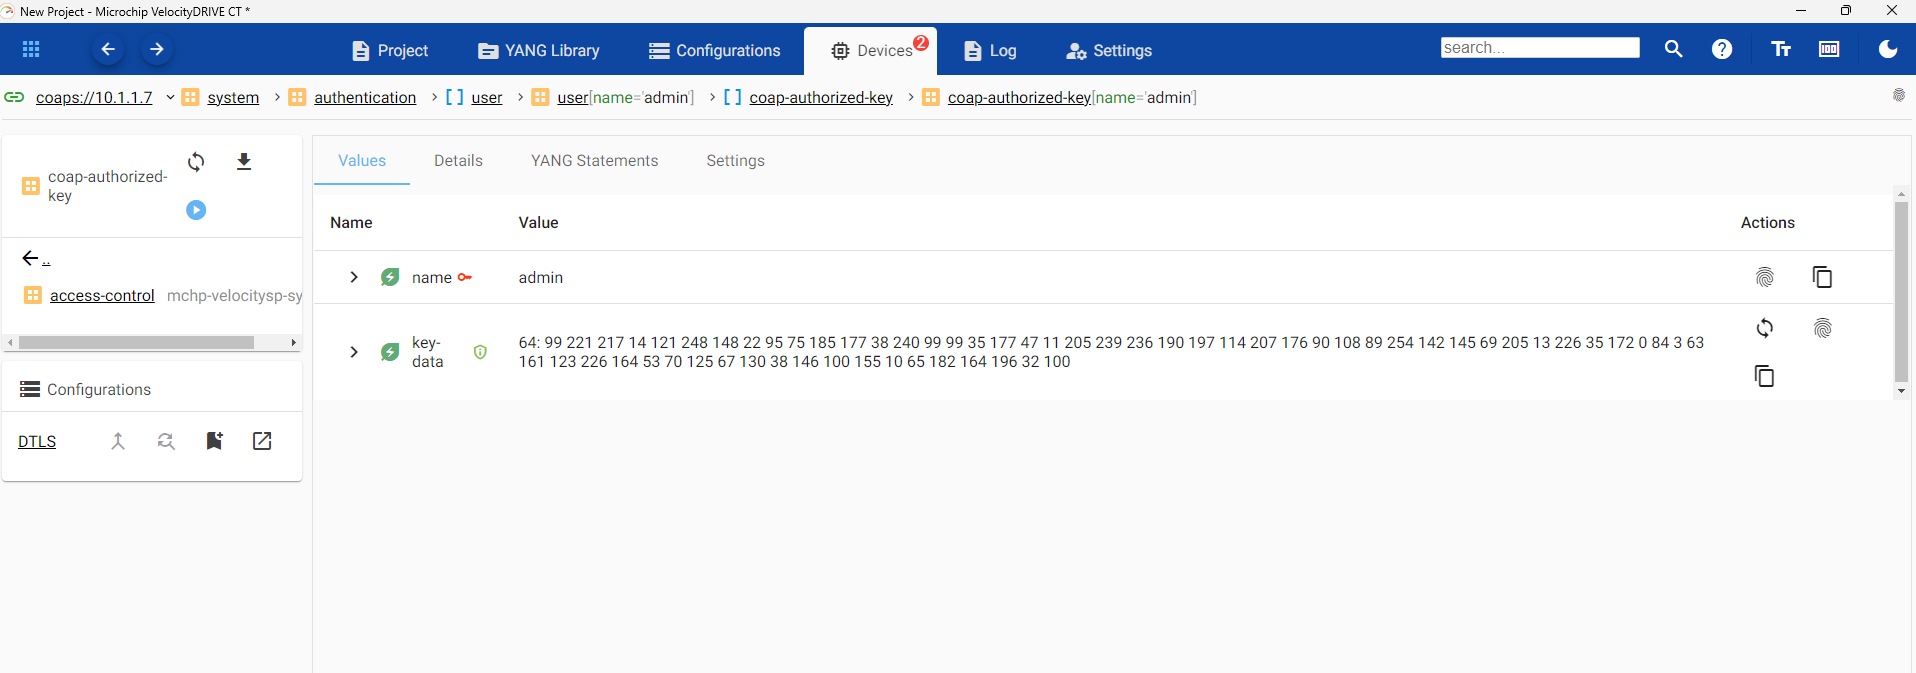 New Project - Microchip VelocityDRIVE CT *
Project YANG Library Configurations Devices 2 Log Settings search...
coaps://10.1.1.7 system authentication [ ] user user[name='admin'] [ ] coap-authorized-key coap-authorized-key[name='admin']
coap-authorized-
key
..
access-control mchp-velocitysp-sy
Configurations
DTLS
Values Details YANG Statements Settings
Name Value Actions
name admin
key-
data
64: 99 221 217 14 121 248 148 22 95 75 185 177 38 240 99 99 35 177 47 11 205 239 236 190 197 114 207 176 90 108 89 254 142 145 69 205 13 226 35 172 0 84 3 63
161 123 226 164 53 70 125 67 130 38 146 100 155 10 65 182 164 196 32 100